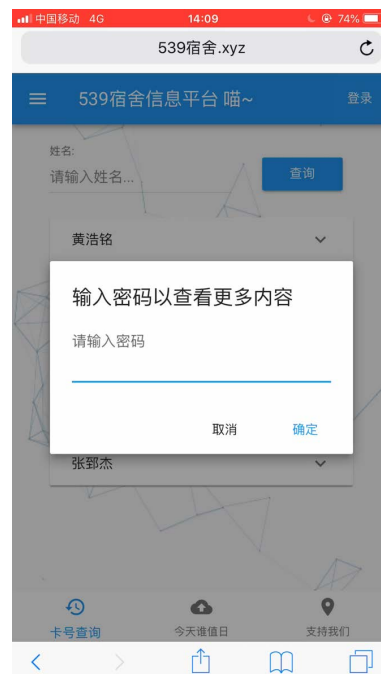 中国移动 4G 14:09 74%
539宿舍.xyz
539宿舍信息平台 喵~ 登录
姓名:
请输入姓名... 查询
黄浩铭
输入密码以查看更多内容
请输入密码
取消 确定
张郅杰
卡号查询 今天谁值日 支持我们